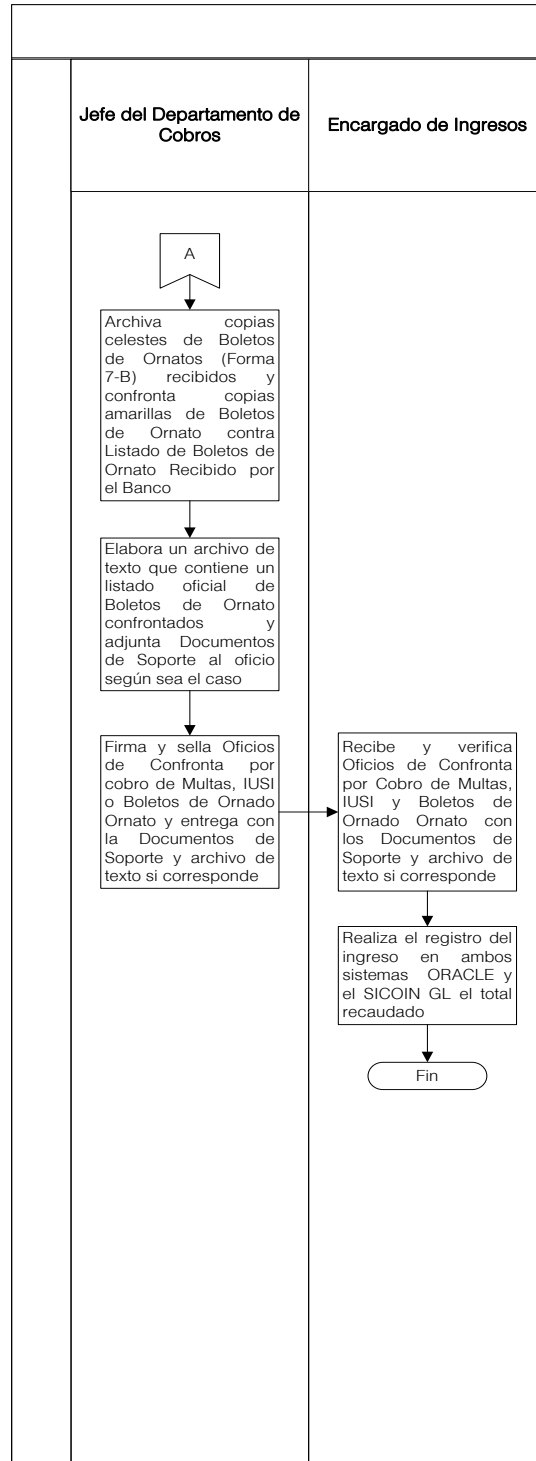 Jefe del Departamento de
Cobros
Encargado de Ingresos
A
Archiva copias
celestes de Boletos
de Ornatos (Forma
7-B) recibidos y
confronta copias
amarillas de Boletos
de Ornato contra
Listado de Boletos de
Ornato Recibido por
el Banco
Elabora un archivo de
texto que contiene un
listado oficial de
Boletos de Ornato
confrontados y
adjunta Documentos
de Soporte al oficio
según sea el caso
Firma y sella Oficios
de Confronta por
cobro de Multas, IUSI
o Boletos de Ornado
Ornato y entrega con
la Documentos de
Soporte y archivo de
texto si corresponde
Recibe y verifica
Oficios de Confronta
por Cobro de Multas,
IUSI y Boletos de
Ornado Ornato con
los Documentos de
Soporte y archivo de
texto si corresponde
Realiza el registro del
ingreso en ambos
sistemas ORACLE y
el SICOIN GL el total
recaudado
Fin